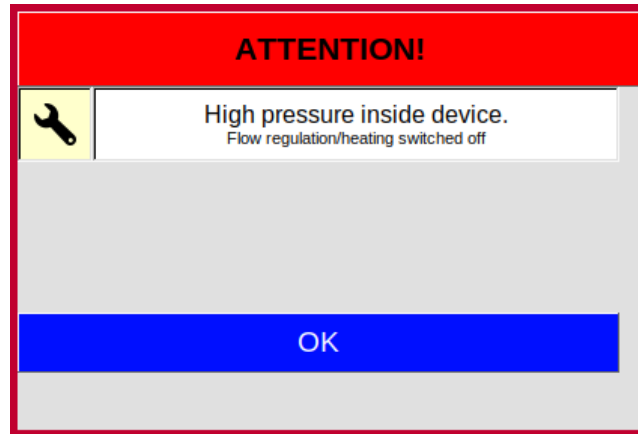 ATTENTION!
High pressure inside device.
Flow regulation/heating switched off
OK